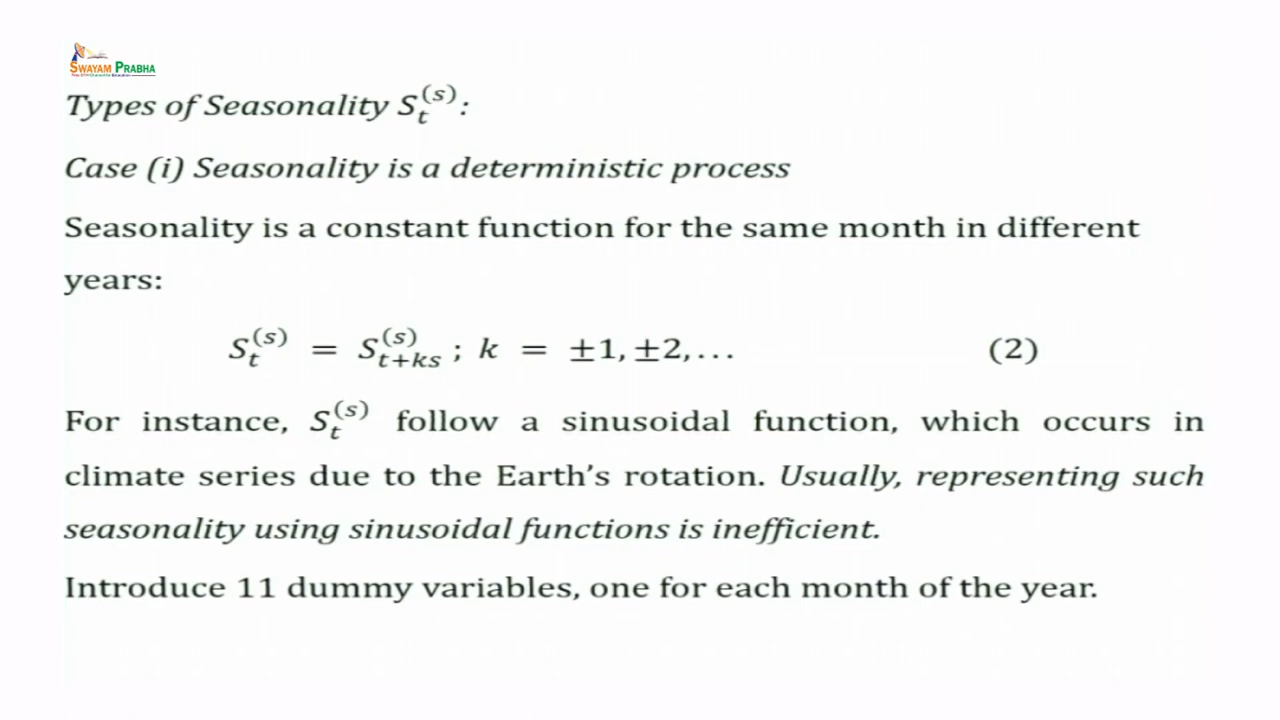 SWAYAM PRABHA
Types of Seasonality S_t^(s):
Case (i) Seasonality is a deterministic process
Seasonality is a constant function for the same month in different
years:
S_t^(s) = S_{t+ks}^(s) ; k = ±1, ±2, ... (2)
For instance, S_t^(s) follow a sinusoidal function, which occurs in
climate series due to the Earth’s rotation. Usually, representing such
seasonality using sinusoidal functions is inefficient.
Introduce 11 dummy variables, one for each month of the year.